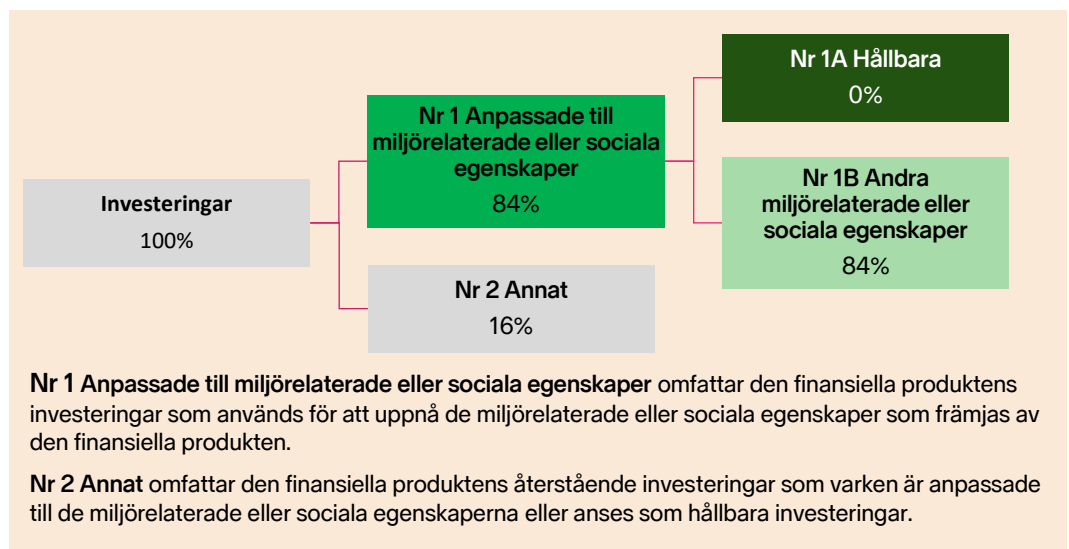 Investeringar
100%
Nr 1 Anpassade till
miljörelaterade eller sociala
egenskaper
84%
Nr 2 Annat
16%
Nr 1A Hållbara
0%
Nr 1B Andra
miljörelaterade eller
sociala egenskaper
84%
Nr 1 Anpassade till miljörelaterade eller sociala egenskaper omfattar den finansiella produktens
investeringar som används för att uppnå de miljörelaterade eller sociala egenskaper som främjas av
den finansiella produkten.
Nr 2 Annat omfattar den finansiella produktens återstående investeringar som varken är anpassade
till de miljörelaterade eller sociala egenskaperna eller anses som hållbara investeringar.